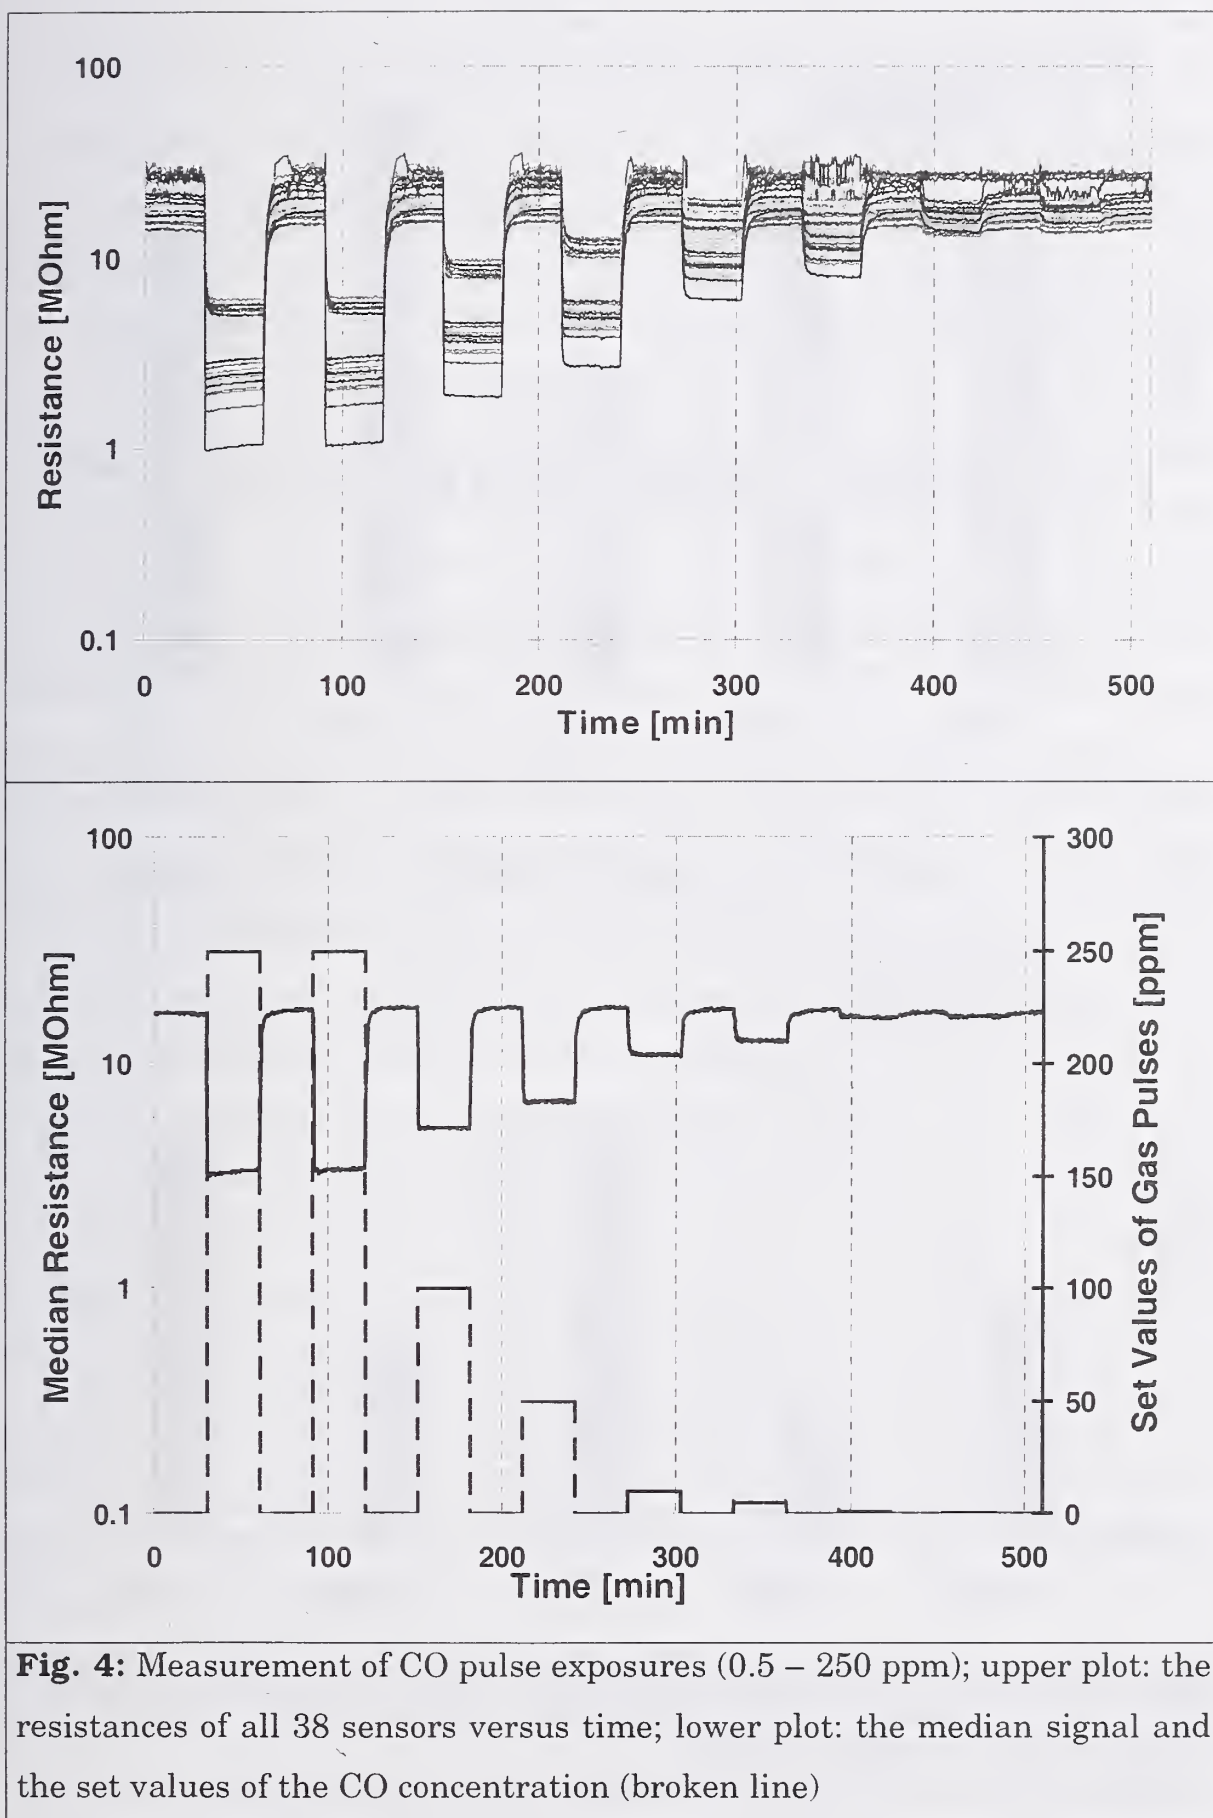 100
10
1
0.1
Resistance [MOhm]
0 100 200 300 400 500
Time [min]
100
10
1
0.1
Median Resistance [MOhm]
300
250
200
150
100
50
0
Set Values of Gas Pulses [ppm]
0 100 200 300 400 500
Time [min]
Fig. 4: Measurement of CO pulse exposures (0.5 – 250 ppm); upper plot: the
resistances of all 38 sensors versus time; lower plot: the median signal and
the set values of the CO concentration (broken line)